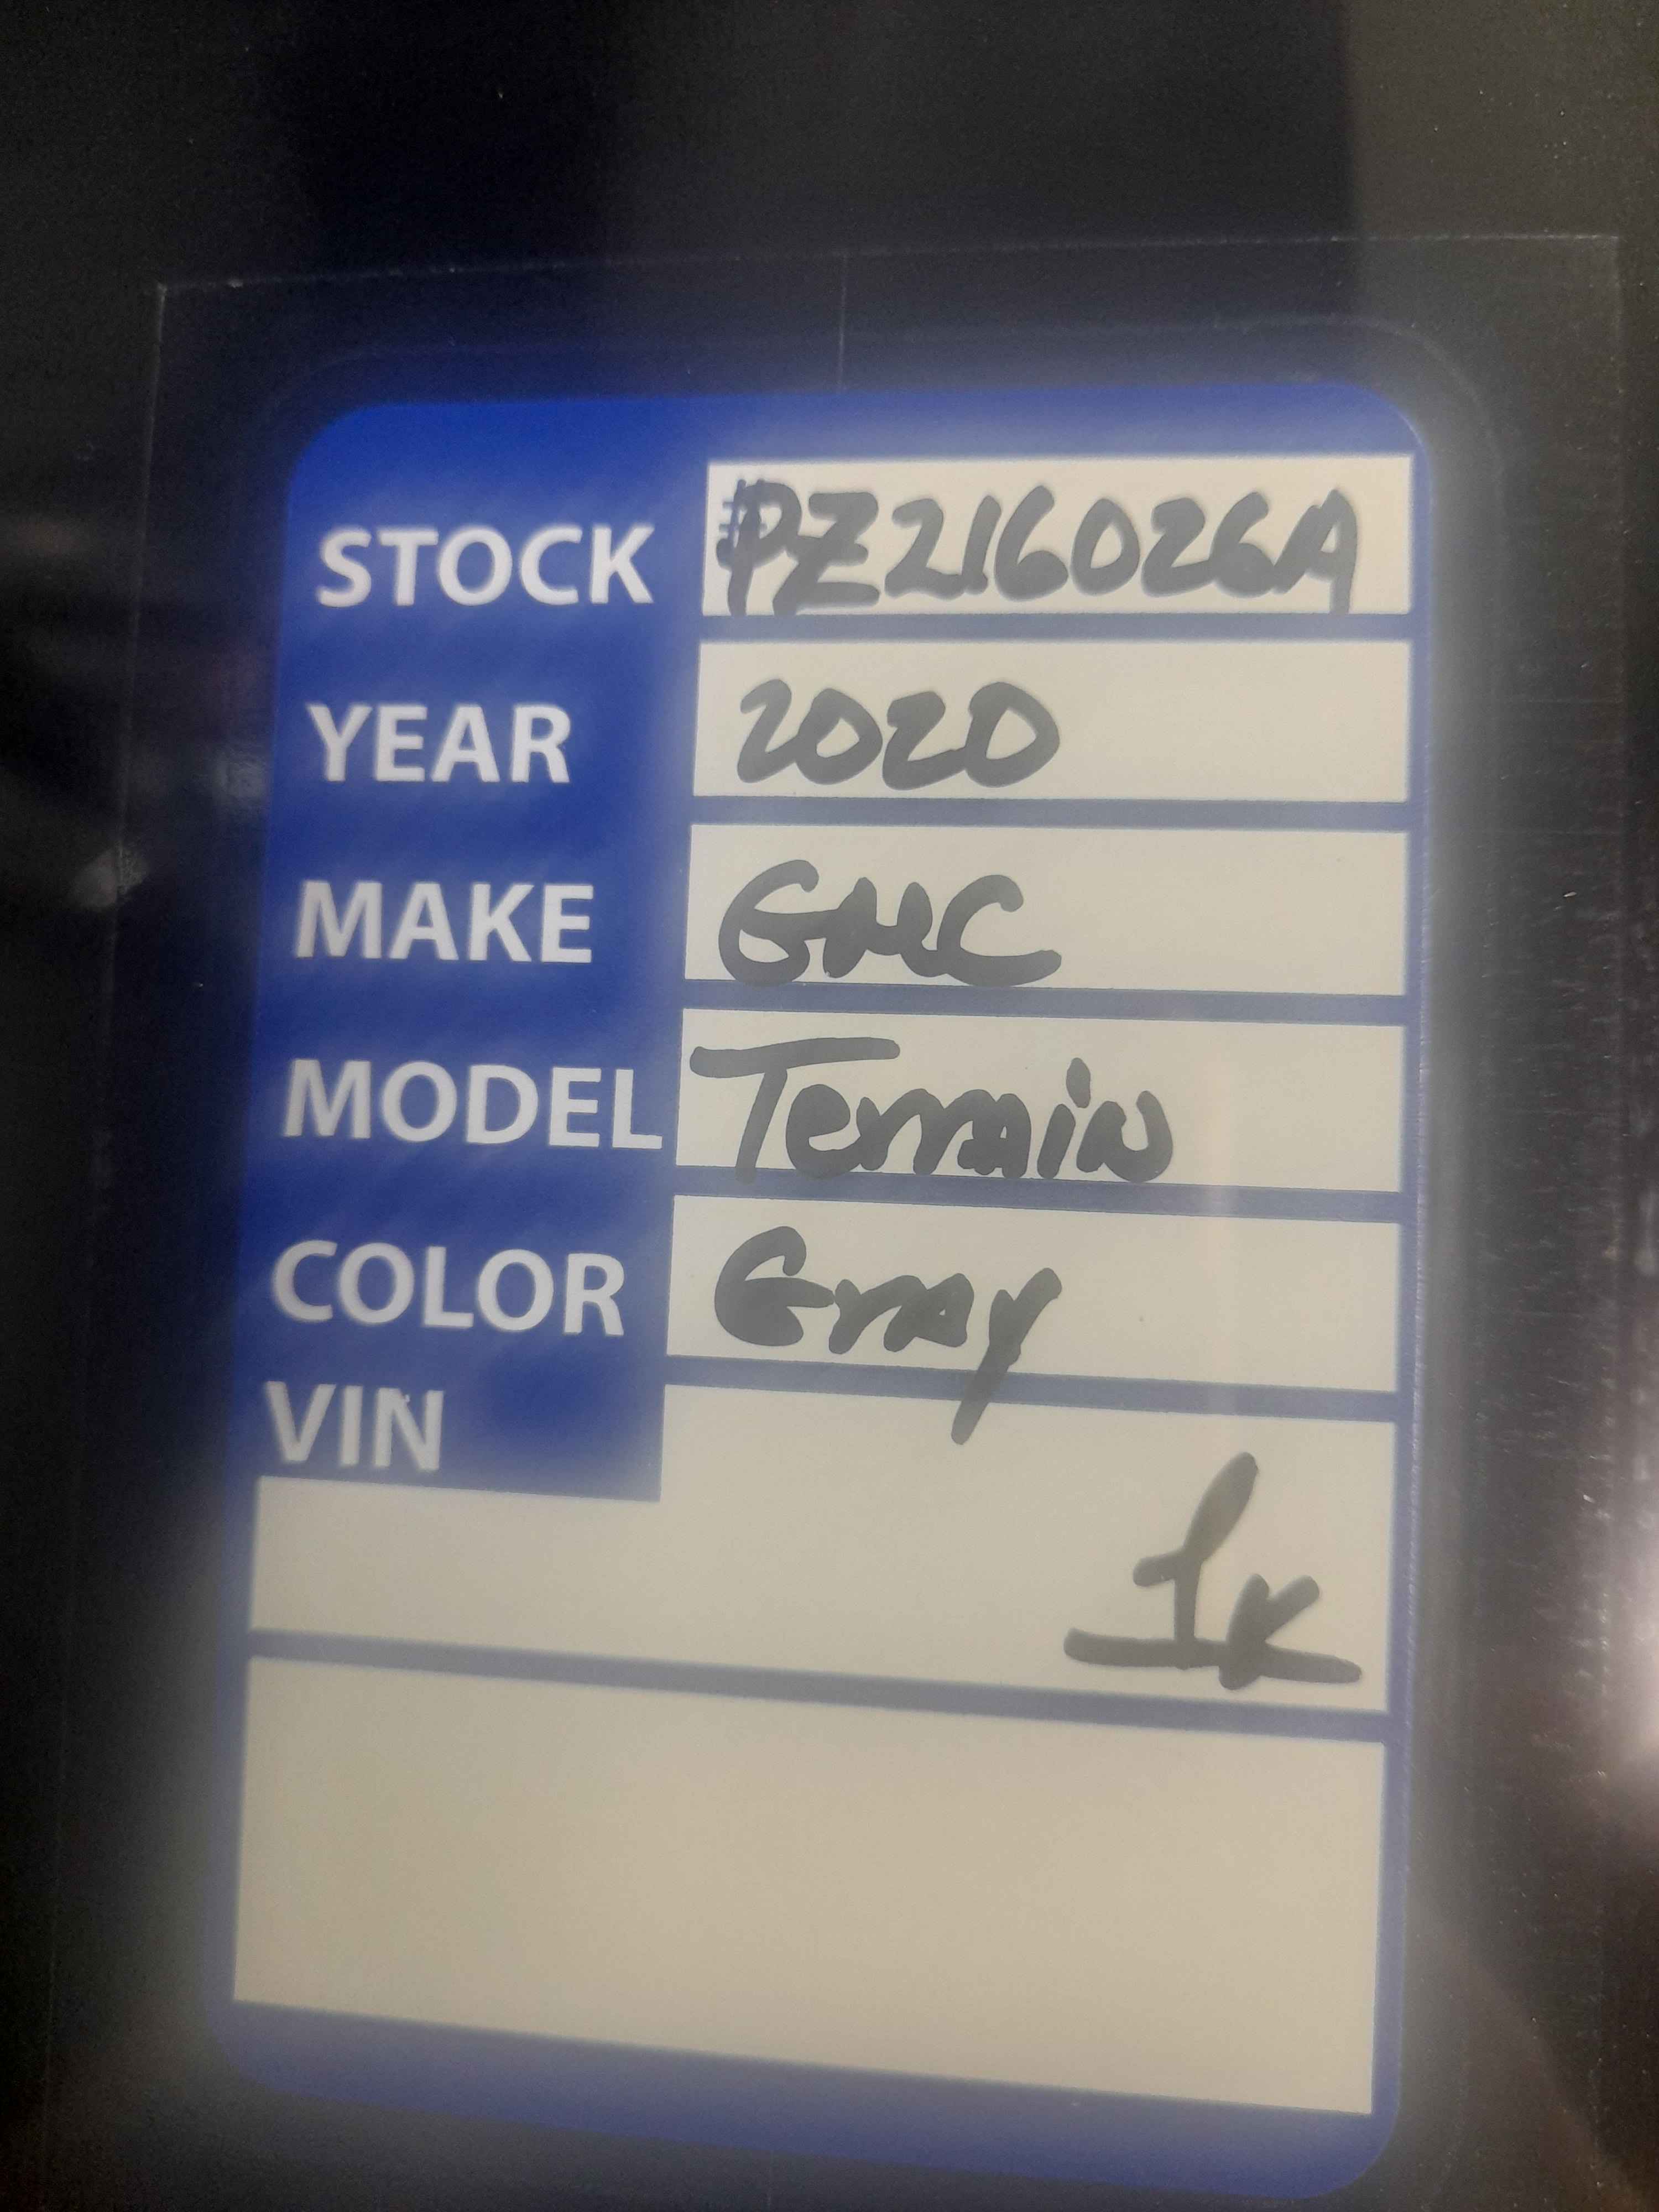 STOCK #PZ216026A
YEAR 2020
MAKE GMC
MODEL Terrain
COLOR Gray
VIN
1K